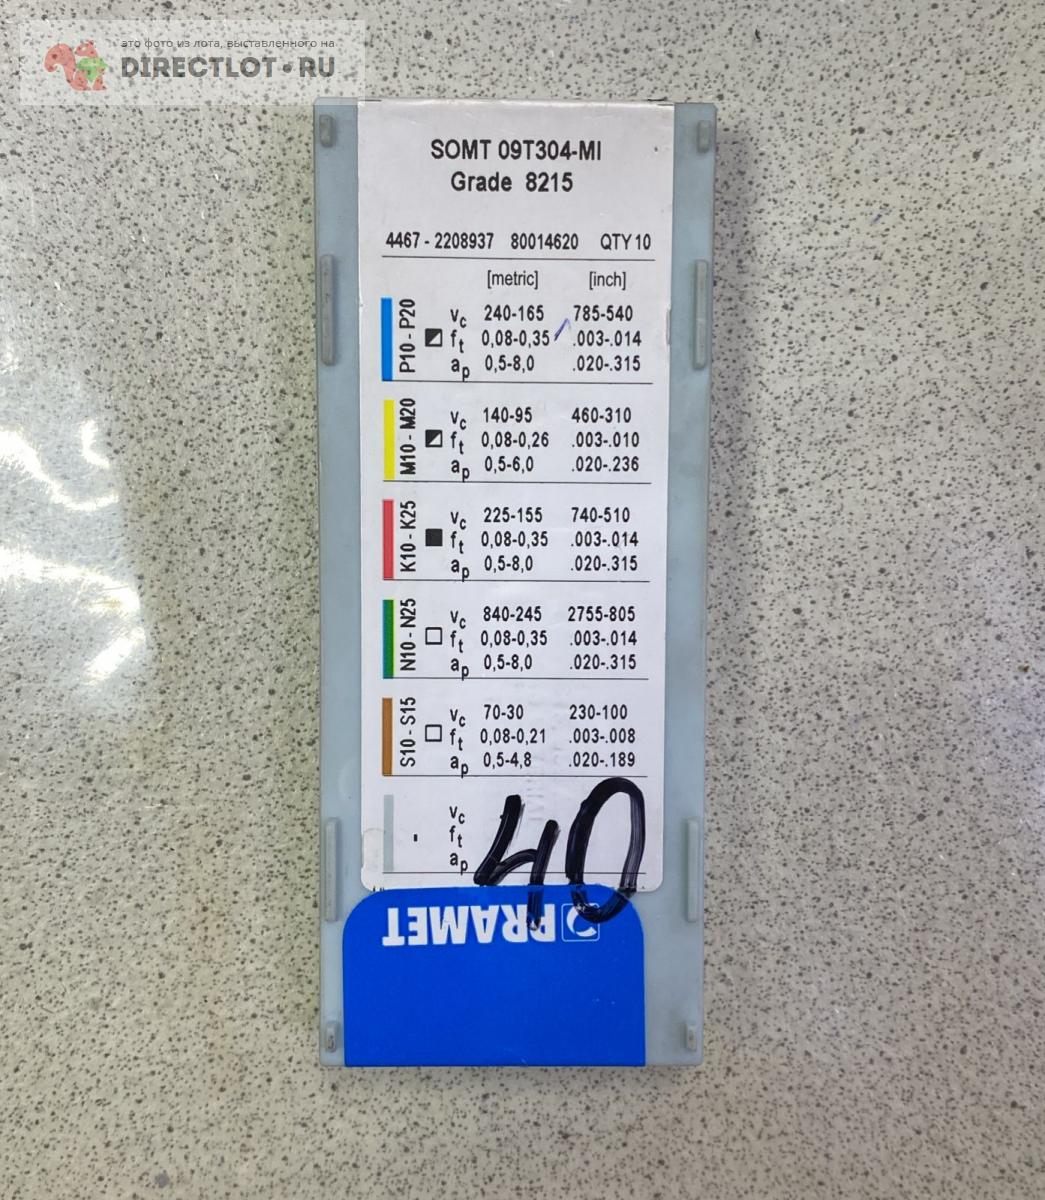 это фото из лота, выставленного на
DIRECTLOT.RU
SOMT 09T304-MI
Grade 8215
4467 - 2208937 80014620 QTY 10
[metric] [inch]
P10 - P20
vc 240-165 785-540
ft 0,08-0,35 .003-.014
ap 0,5-8,0 .020-.315
M10 - M20
vc 140-95 460-310
ft 0,08-0,26 .003-.010
ap 0,5-6,0 .020-.236
K10 - K25
vc 225-155 740-510
ft 0,08-0,35 .003-.014
ap 0,5-8,0 .020-.315
N10 - N25
vc 840-245 2755-805
ft 0,08-0,35 .003-.014
ap 0,5-8,0 .020-.315
S10 - S15
vc 70-30 230-100
ft 0,08-0,21 .003-.008
ap 0,5-4,8 .020-.189
-
vc
ft
ap
40
PRAMET